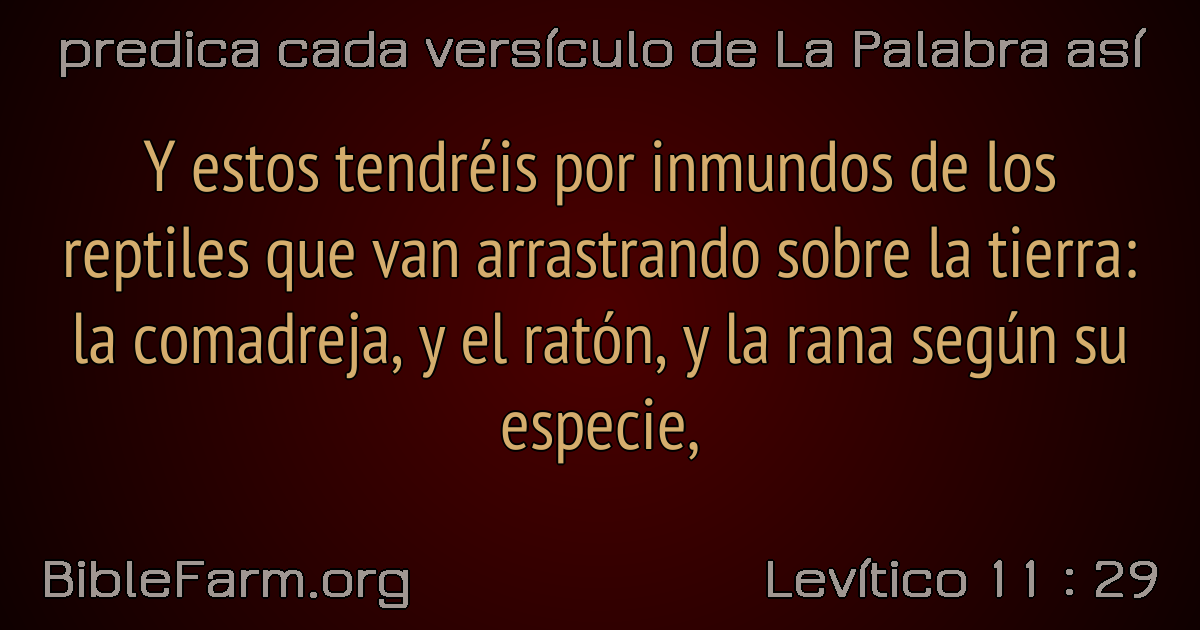 predica cada versículo de La Palabra así
Y estos tendréis por inmundos de los
reptiles que van arrastrando sobre la tierra:
la comadreja, y el ratón, y la rana según su
especie,
BibleFarm.org
Levítico 11 : 29